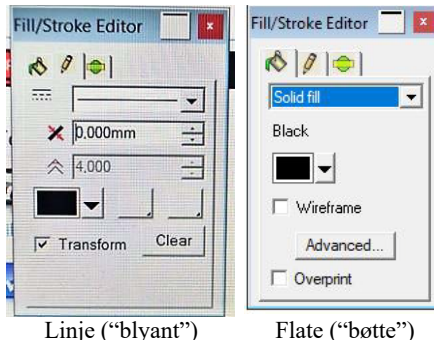 Fill/Stroke Editor
0,000mm
4,000
Transform
Clear
Linje (“blyant”)
Fill/Stroke Editor
Solid fill
Black
Wireframe
Advanced...
Overprint
Flate (“bøtte”)